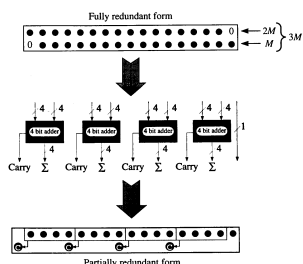 Fully redundant form
0 2M
0 M
3M
4 4 4 4 4 4 4 4
4 bit adder 4 bit adder 4 bit adder 4 bit adder 1
4 4 4 4
Carry Σ Carry Σ Carry Σ Carry Σ
C C C C
Partially redundant form